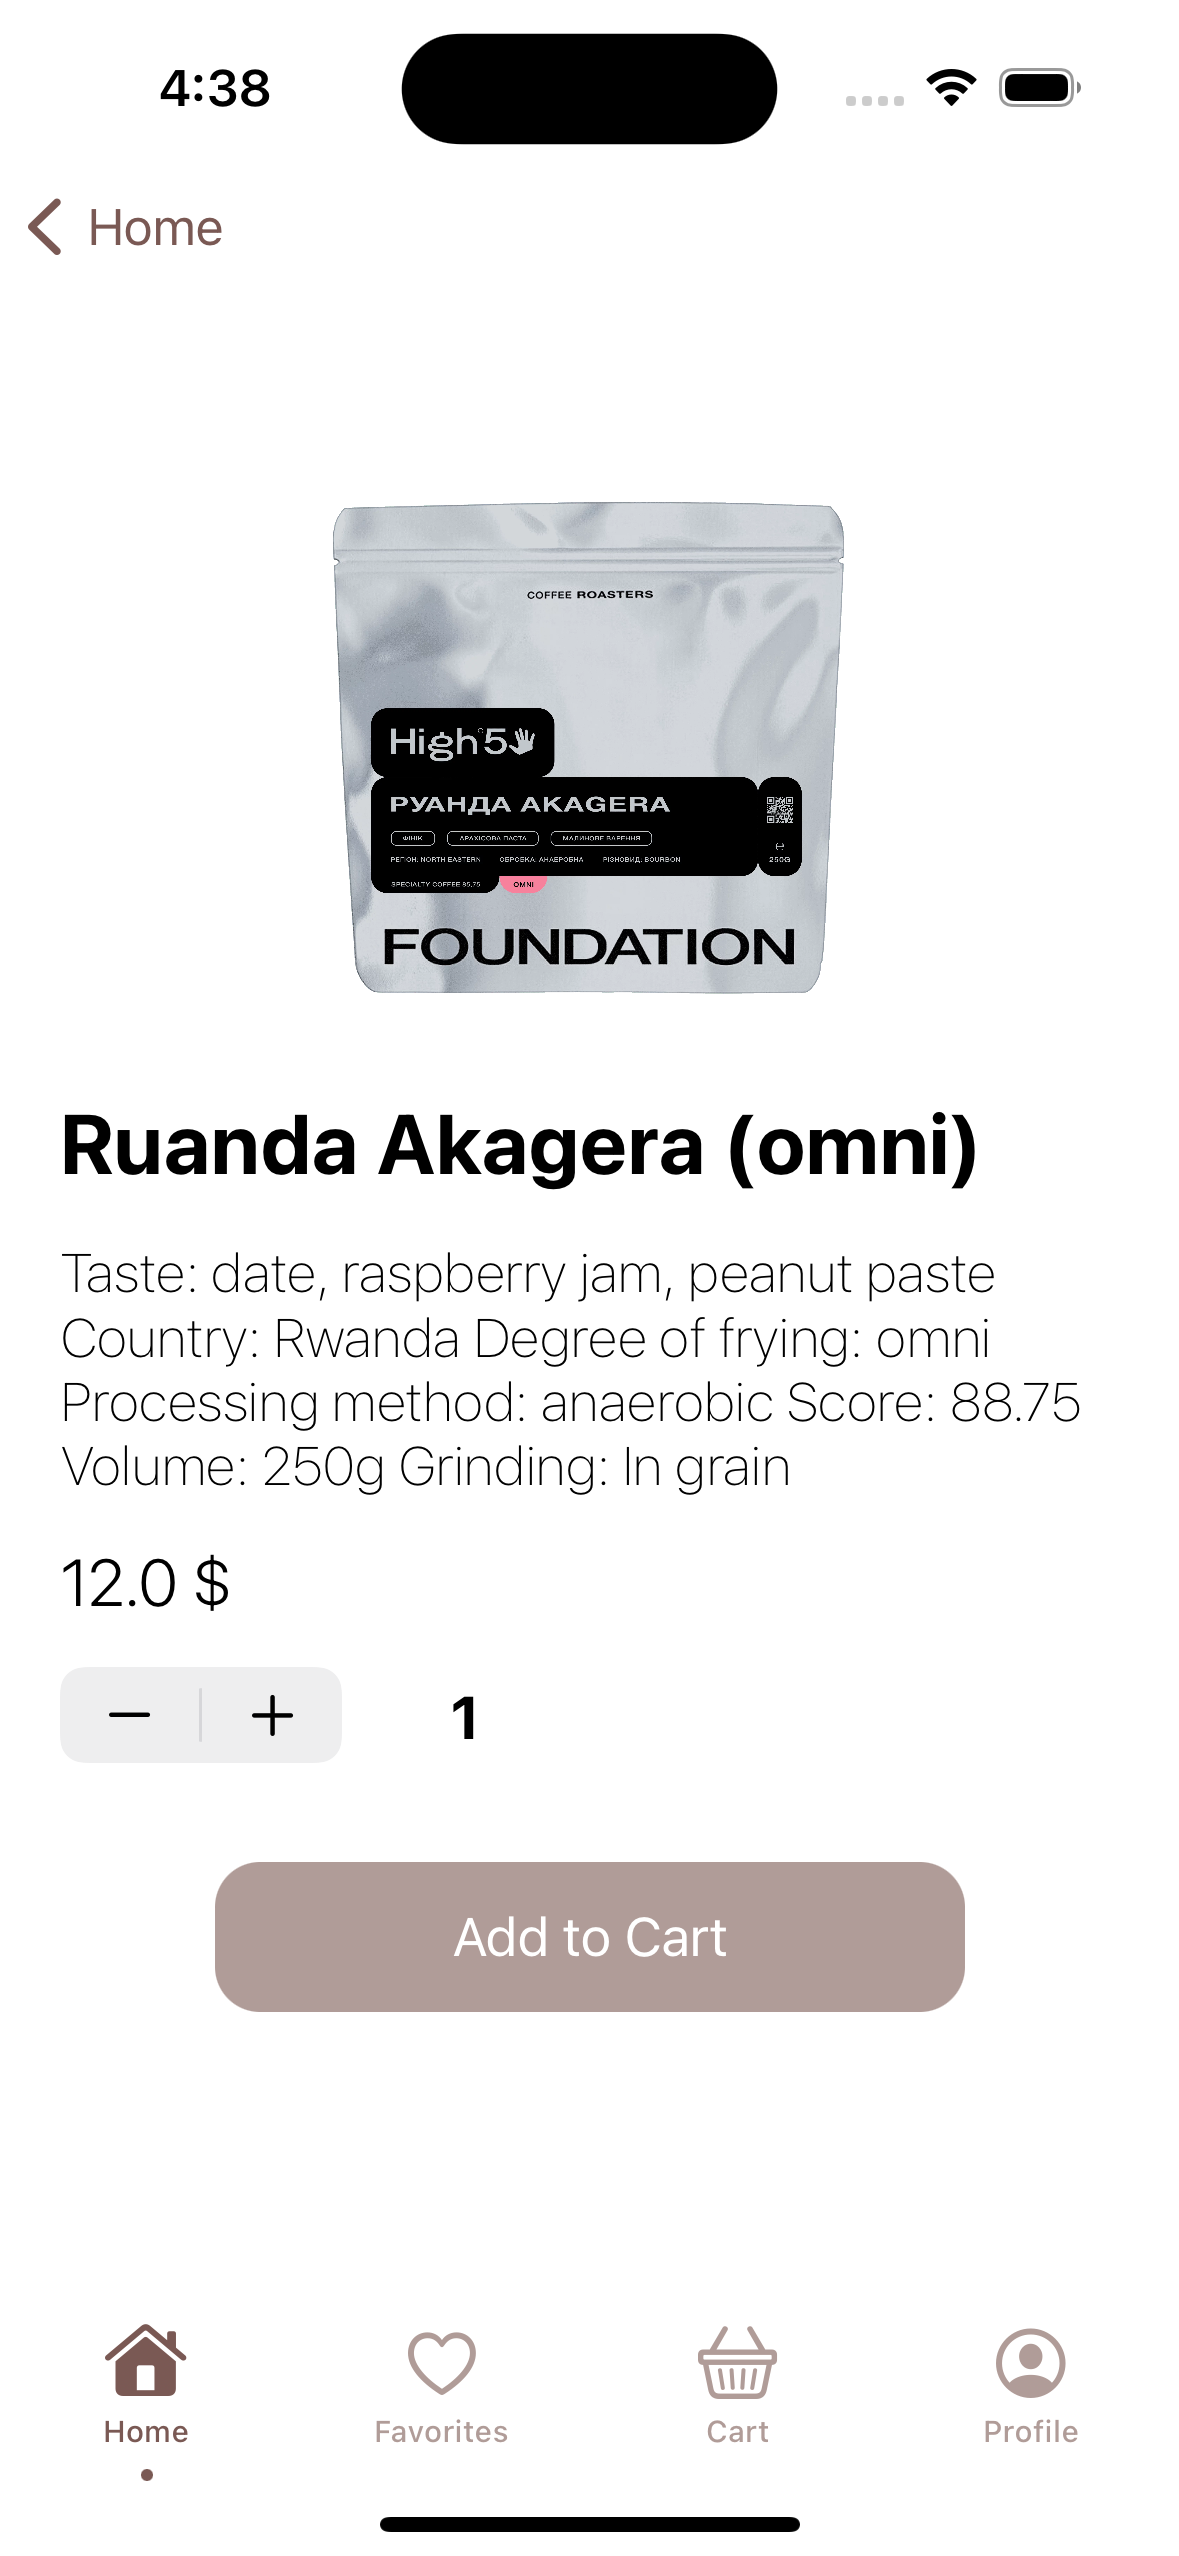 4:38
Home
COFFEE ROASTERS
High 5
РУАНДА AKAGERA
ФІНІК АРАХІСОВА ПАСТА МАЛИНОВЕ ВАРЕННЯ
РЕГІОН: NORTH EASTERN ОБРОБКА: АНАЕРОБНА РІЗНОВИД: BOURBON
250G
SPECIALTY COFFEE 85,75 OMNI
FOUNDATION
Ruanda Akagera (omni)
Taste: date, raspberry jam, peanut paste
Country: Rwanda Degree of frying: omni
Processing method: anaerobic Score: 88.75
Volume: 250g Grinding: In grain
12.0 $
1
Add to Cart
Home Favorites Cart Profile